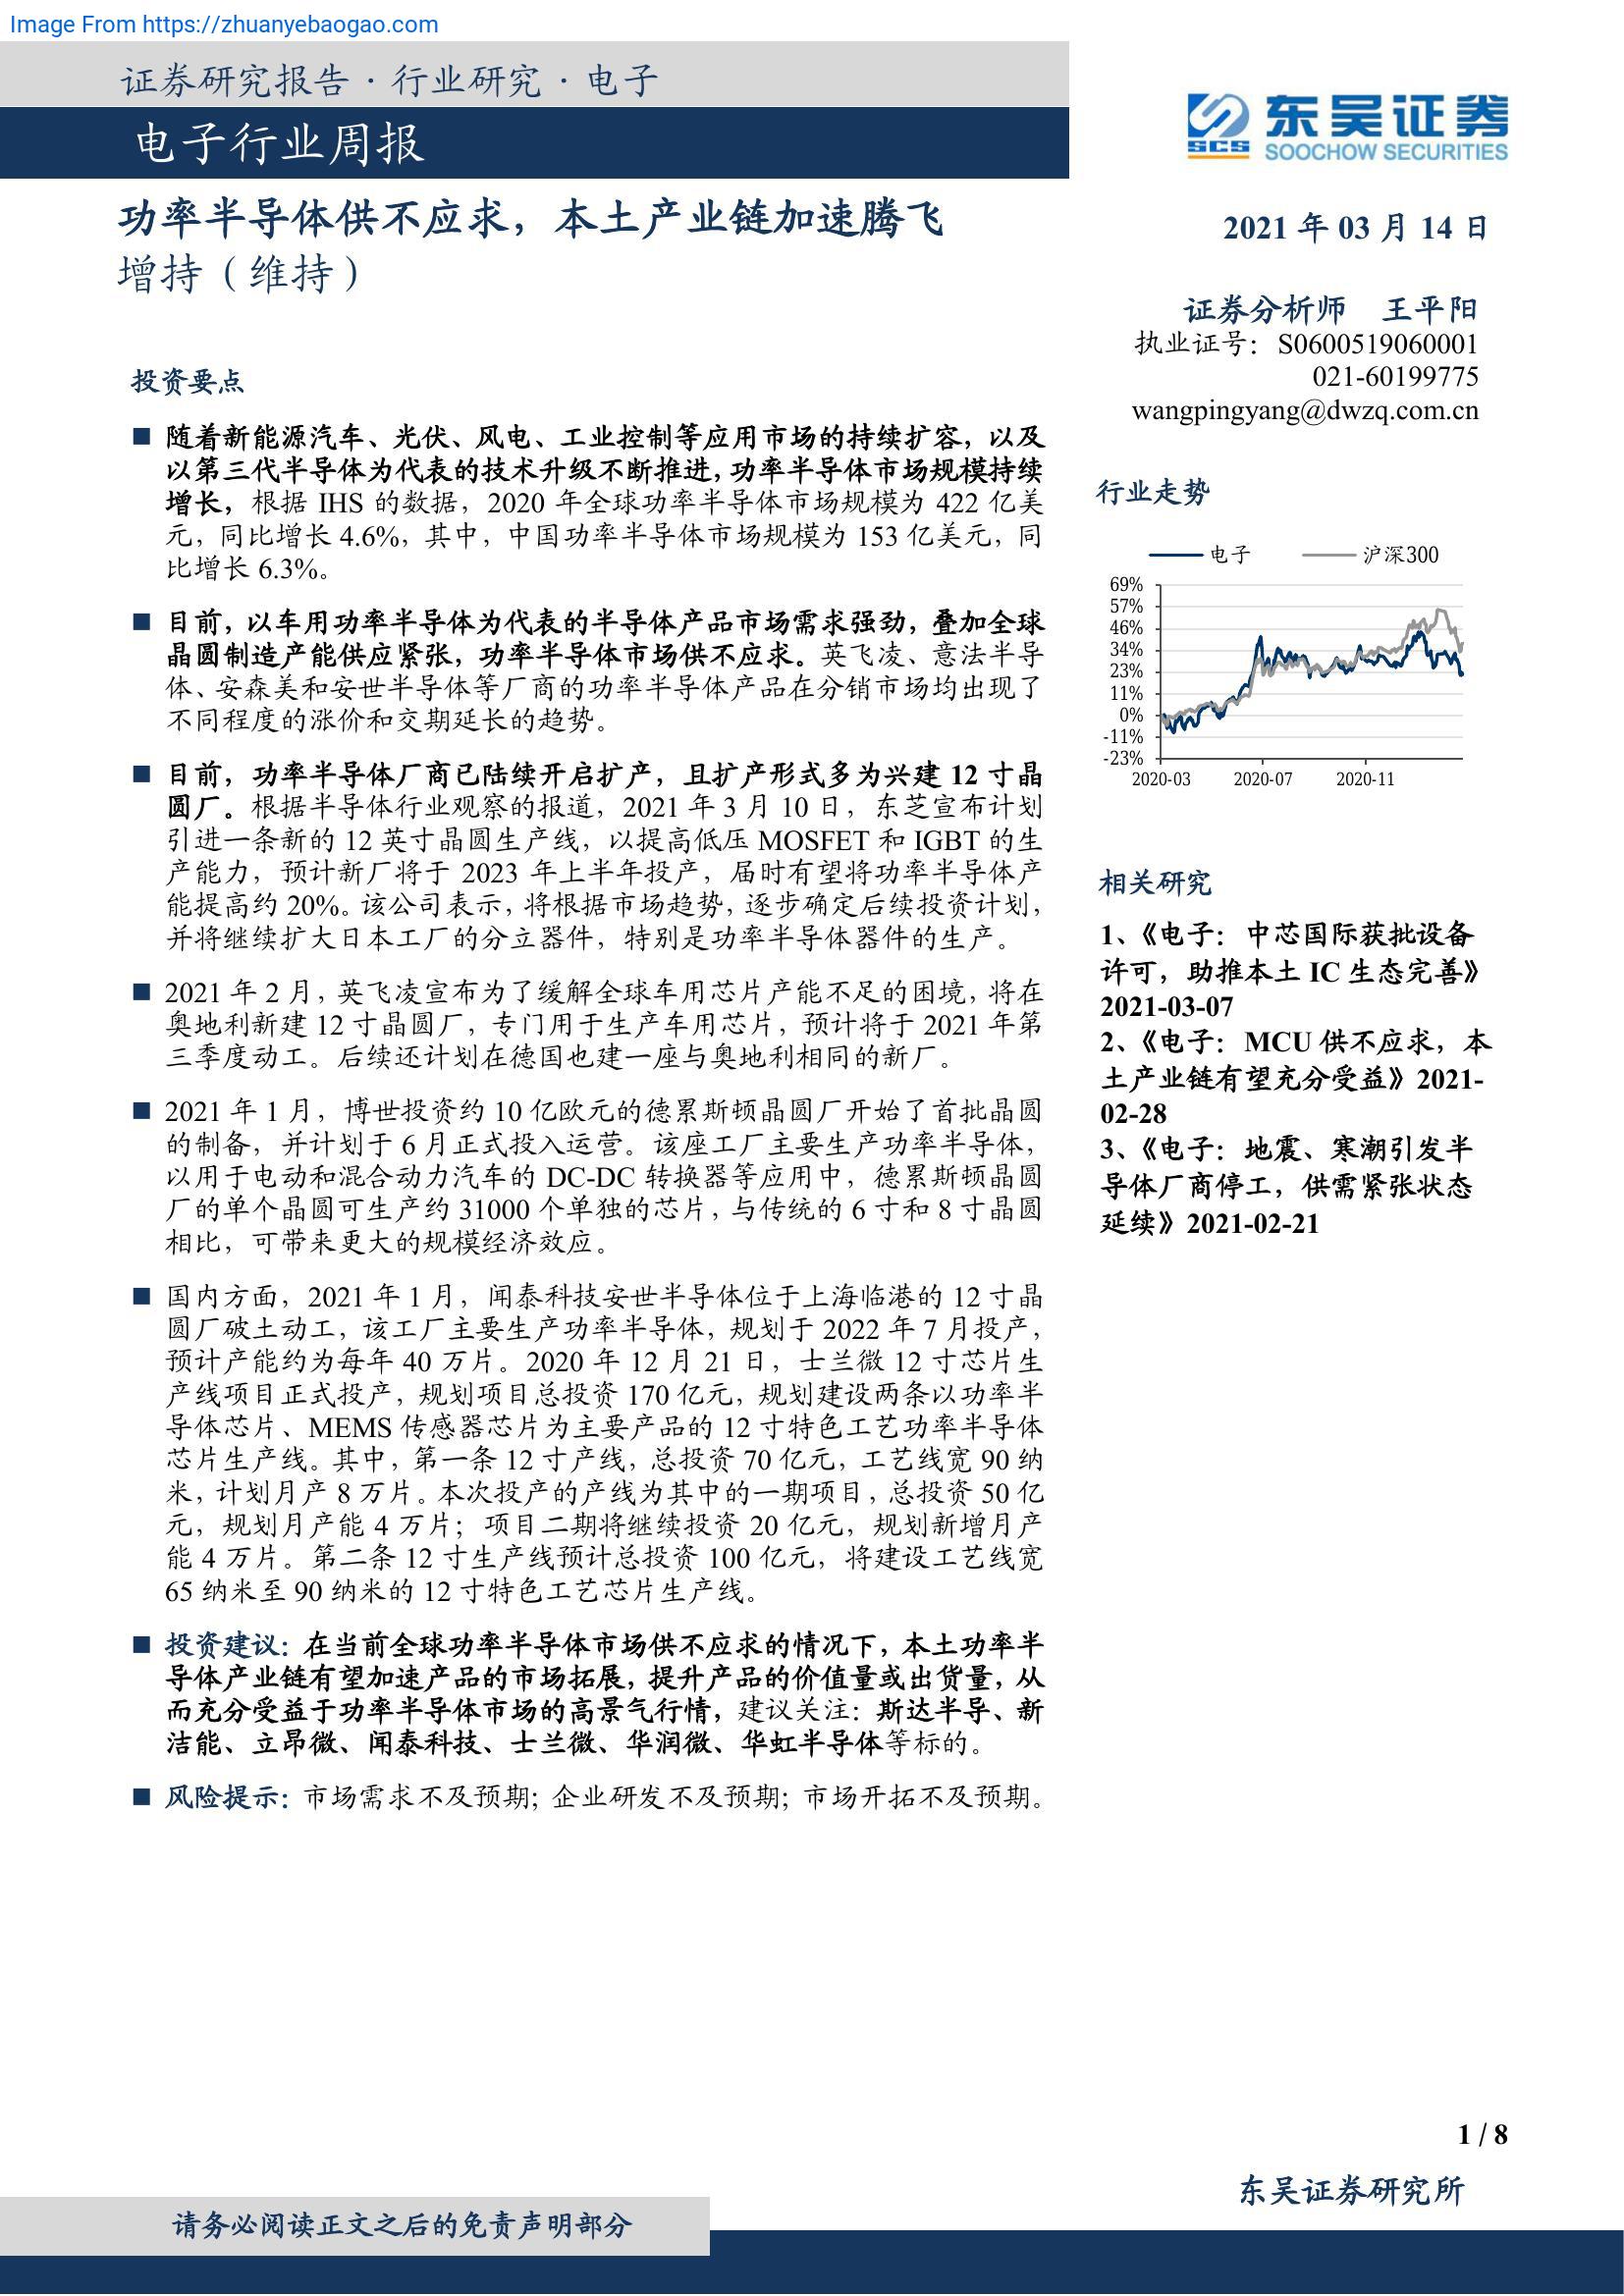 Image From https://zhuanyebaogao.com
证券研究报告 · 行业研究 · 电子
电子行业周报
功率半导体供不应求，本土产业链加速腾飞
增持（维持）
投资要点
■ 随着新能源汽车、光伏、风电、工业控制等应用市场的持续扩容，以及
以第三代半导体为代表的技术升级不断推进，功率半导体市场规模持续
增长，根据 IHS 的数据，2020 年全球功率半导体市场规模为 422 亿美
元，同比增长 4.6%，其中，中国功率半导体市场规模为 153 亿美元，同
比增长 6.3%。
■ 目前，以车用功率半导体为代表的半导体产品市场需求强劲，叠加全球
晶圆制造产能供应紧张，功率半导体市场供不应求。英飞凌、意法半导
体、安森美和安世半导体等厂商的功率半导体产品在分销市场均出现了
不同程度的涨价和交期延长的趋势。
■ 目前，功率半导体厂商已陆续开启扩产，且扩产形式多为兴建 12 寸晶
圆厂。根据半导体行业观察的报道，2021 年 3 月 10 日，东芝宣布计划
引进一条新的 12 英寸晶圆生产线，以提高低压 MOSFET 和 IGBT 的生
产能力，预计新厂将于 2023 年上半年投产，届时有望将功率半导体产
能提高约 20%。该公司表示，将根据市场趋势，逐步确定后续投资计划，
并将继续扩大日本工厂的分立器件，特别是功率半导体器件的生产。
■ 2021 年 2 月，英飞凌宣布为了缓解全球车用芯片产能不足的困境，将在
奥地利新建 12 寸晶圆厂，专门用于生产车用芯片，预计将于 2021 年第
三季度动工。后续还计划在德国也建一座与奥地利相同的新厂。
■ 2021 年 1 月，博世投资约 10 亿欧元的德累斯顿晶圆厂开始了首批晶圆
的制备，并计划于 6 月正式投入运营。该座工厂主要生产功率半导体，
以用于电动和混合动力汽车的 DC-DC 转换器等应用中，德累斯顿晶圆
厂的单个晶圆可生产约 31000 个单独的芯片，与传统的 6 寸和 8 寸晶圆
相比，可带来更大的规模经济效应。
■ 国内方面，2021 年 1 月，闻泰科技安世半导体位于上海临港的 12 寸晶
圆厂破土动工，该工厂主要生产功率半导体，规划于 2022 年 7 月投产，
预计产能约为每年 40 万片。2020 年 12 月 21 日，士兰微 12 寸芯片生
产线项目正式投产，规划项目总投资 170 亿元，规划建设两条以功率半
导体芯片、MEMS 传感器芯片为主要产品的 12 寸特色工艺功率半导体
芯片生产线。其中，第一条 12 寸产线，总投资 70 亿元，工艺线宽 90 纳
米，计划月产 8 万片。本次投产的产线为其中的一期项目，总投资 50 亿
元，规划月产能 4 万片；项目二期将继续投资 20 亿元，规划新增月产
能 4 万片。第二条 12 寸生产线预计总投资 100 亿元，将建设工艺线宽
65 纳米至 90 纳米的 12 寸特色工艺芯片生产线。
■ 投资建议：在当前全球功率半导体市场供不应求的情况下，本土功率半
导体产业链有望加速产品的市场拓展，提升产品的价值量或出货量，从
而充分受益于功率半导体市场的高景气行情，建议关注：斯达半导、新
洁能、立昂微、闻泰科技、士兰微、华润微、华虹半导体等标的。
■ 风险提示：市场需求不及预期；企业研发不及预期；市场开拓不及预期。
SCS 东吴证券
SOOCHOW SECURITIES
2021 年 03 月 14 日
证券分析师 王平阳
执业证号：S0600519060001
021-60199775
wangpingyang@dwzq.com.cn
行业走势
电子 沪深300
69%
57%
46%
34%
23%
11%
0%
-11%
-23%
2020-03 2020-07 2020-11
相关研究
1、《电子：中芯国际获批设备
许可，助推本土 IC 生态完善》
2021-03-07
2、《电子：MCU 供不应求，本
土产业链有望充分受益》2021-
02-28
3、《电子：地震、寒潮引发半
导体厂商停工，供需紧张状态
延续》2021-02-21
1 / 8
东吴证券研究所
请务必阅读正文之后的免责声明部分